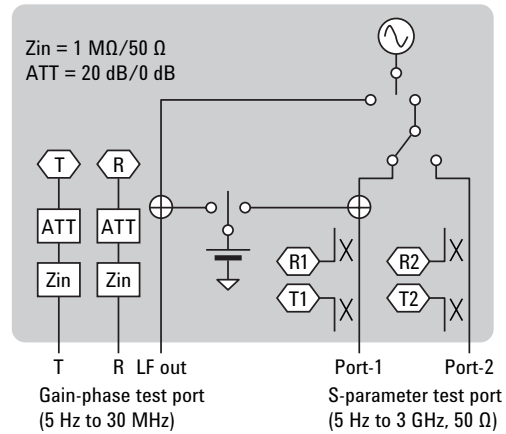 Zin = 1 MΩ/50 Ω
ATT = 20 dB/0 dB
T
R
ATT
ATT
Zin
Zin
R1
T1
R2
T2
T
R
LF out
Port-1
Port-2
Gain-phase test port
(5 Hz to 30 MHz)
S-parameter test port
(5 Hz to 3 GHz, 50 Ω)